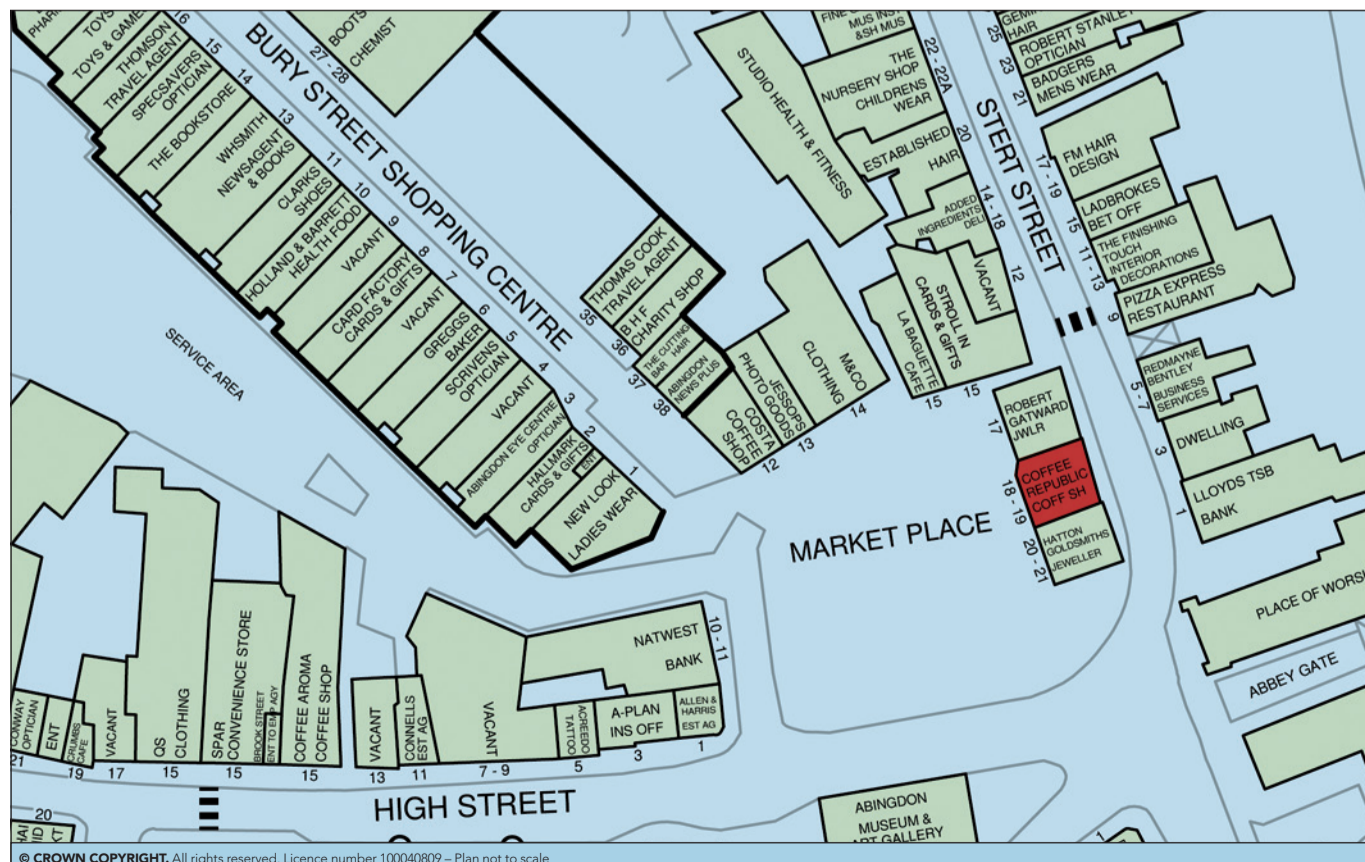 PHAR
TOYS
TOYS & GAME
THOMSON
TRAVEL AGENT
16
SPECSAVERS
OPTICIAN
15
THE BOOKSTORE
14
WHSMITH
NEWSAGENT
& BOOKS
13
CLARKS
SHOES
11
HOLLAND & BARRETT
HEALTH FOOD
10
VACANT
9
CARD FACTORY
CARDS & GIFTS
8
VACANT
7
GREGGS
BAKER
6
SCRIVENS
OPTICIAN
5
VACANT
4
ABINGDON EYE CENTRE
OPTICIAN
3
HALLMARK
CARDS & GIFTS
2
ENT
NEW LOOK
LADIES WEAR
1
BURY STREET SHOPPING CENTRE
27 - 28
BOOTS
CHEMIST
SERVICE AREA
THOMAS COOK
TRAVEL AGENT
35
B H F
CHARITY SHOP
36
THE CUTTING
BAR HAIR
37
ABINGDON
NEWS PLUS
38
COSTA
COFFEE
SHOP
12
JESSOPS
PHOTO GOODS
13
M&CO
CLOTHING
14
STUDIO HEALTH & FITNESS
MUS INST
&SH MUS
22 - 22A
THE
NURSERY SHOP
CHILDRENS
WEAR
20
ESTABLISHED
HAIR
14 - 18
ADDED
INGREDIENTS
DELI
12
VACANT
STROLL IN
CARDS & GIFTS
15
LA BAGUETTE
CAFE
15
STERT STREET
25
HAIR
23
ROBERT STANLEY
OPTICIAN
21
BADGERS
MENS WEAR
17 - 19
FM HAIR
DESIGN
15
LADBROKES
BET OFF
11 - 13
THE FINISHING
TOUCH
INTERIOR
DECORATIONS
9
PIZZA EXPRESS
RESTAURANT
5 - 7
REDMAYNE
BENTLEY
BUSINESS
SERVICES
3
DWELLING
1
LLOYDS TSB
BANK
17
ROBERT
GATWARD
JWLR
18 - 19
COFFEE
REPUBLIC
COFF SH
20 - 21
HATTON
GOLDSMITHS
JEWELLER
MARKET PLACE
PLACE OF WORSH
ABBEY GATE
NATWEST
BANK
10 - 11
CONWAY
OPTICIAN
21
ENT
CRUMBS
CAFE
19
VACANT
17
QS
CLOTHING
15
SPAR
CONVENIENCE STORE
15
BROOK STREET
ENT TO EMP AGY
COFFEE AROMA
COFFEE SHOP
15
VACANT
13
CONNELLS
EST AG
11
VACANT
7 - 9
ACREEDO
TATTOO
5
A-PLAN
INS OFF
3
ALLEN &
HARRIS
EST AG
1
HIGH STREET
20
ABINGDON
MUSEUM &
ART GALLERY
1
© CROWN COPYRIGHT. All rights reserved. Licence number 100040809 – Plan not to scale